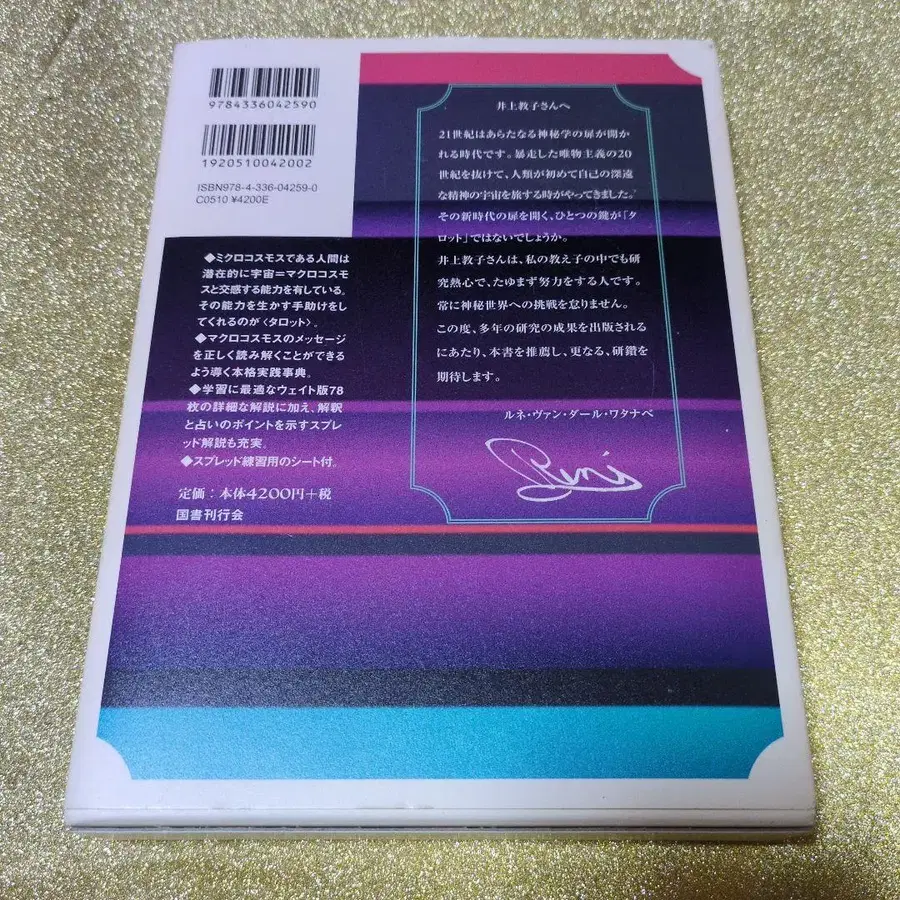 9784336042590
1920510042002
ISBN978-4-336-04259-0
C0510 ¥4200E
◆ミクロコスモスである人間は
潜在的に宇宙＝マクロコスモ
スと交感する能力を有している。
その能力を生かす手助けをし
てくれるのが〈タロット〉。
◆マクロコスモスのメッセージ
を正しく読み解くことができる
よう導く本格実践事典。
◆学習に最適なウェイト版78
枚の詳細な解説に加え、解釈
と占いのポイントを示すスプレ
ッド解説も充実。
◆スプレッド練習用のシート付。
定価：本体4200円+税
国書刊行会
井上教子さんへ
21世紀はあらたなる神秘学の扉が開か
れる時代です。暴走した唯物主義の20
世紀を抜けて、人類が初めて自己の深遠
な精神の宇宙を旅する時がやってきました。
その新時代の扉を開く、ひとつの鍵が「タ
ロット」ではないでしょうか。
井上教子さんは、私の教え子の中でも研
究熱心で、たゆまず努力をする人です。
常に神秘世界への挑戦を怠りません。
この度、多年の研究の成果を出版される
にあたり、本書を推薦し、更なる、研鑽を
期待します。
ルネ・ヴァン・ダール・ワタナベ